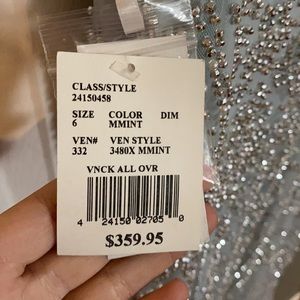 CLASS/STYLE
24150458
SIZE COLOR DIM
6 MMINT
VEN# VEN STYLE
332 3480X MMINT
VNCK ALL OVR
4 24150 02705 0
$359.95